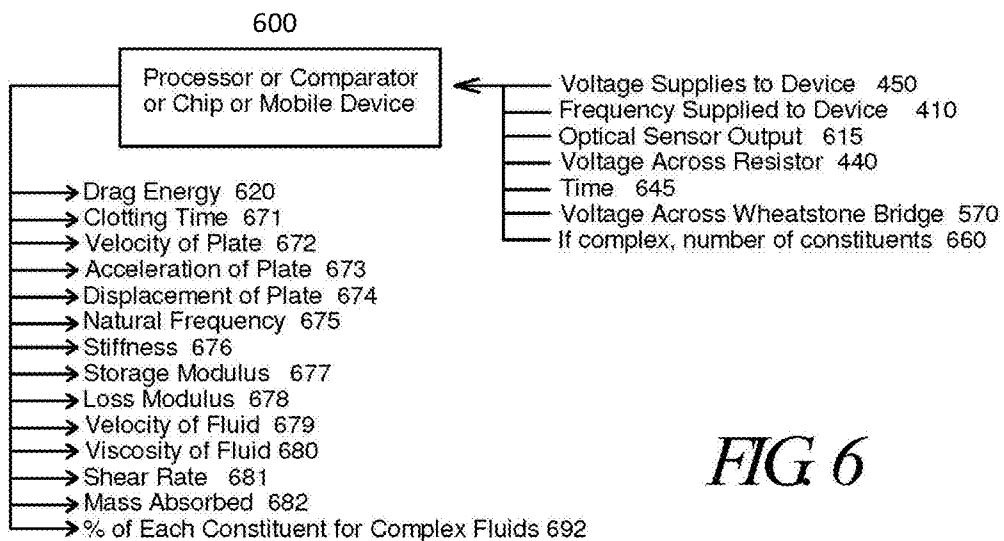 600
Processor or Comparator
or Chip or Mobile Device
Voltage Supplies to Device 450
Frequency Supplied to Device 410
Optical Sensor Output 615
Voltage Across Resistor 440
Time 645
Voltage Across Wheatstone Bridge 570
If complex, number of constituents 660
Drag Energy 620
Clotting Time 671
Velocity of Plate 672
Acceleration of Plate 673
Displacement of Plate 674
Natural Frequency 675
Stiffness 676
Storage Modulus 677
Loss Modulus 678
Velocity of Fluid 679
Viscosity of Fluid 680
Shear Rate 681
Mass Absorbed 682
% of Each Constituent for Complex Fluids 692
FIG. 6